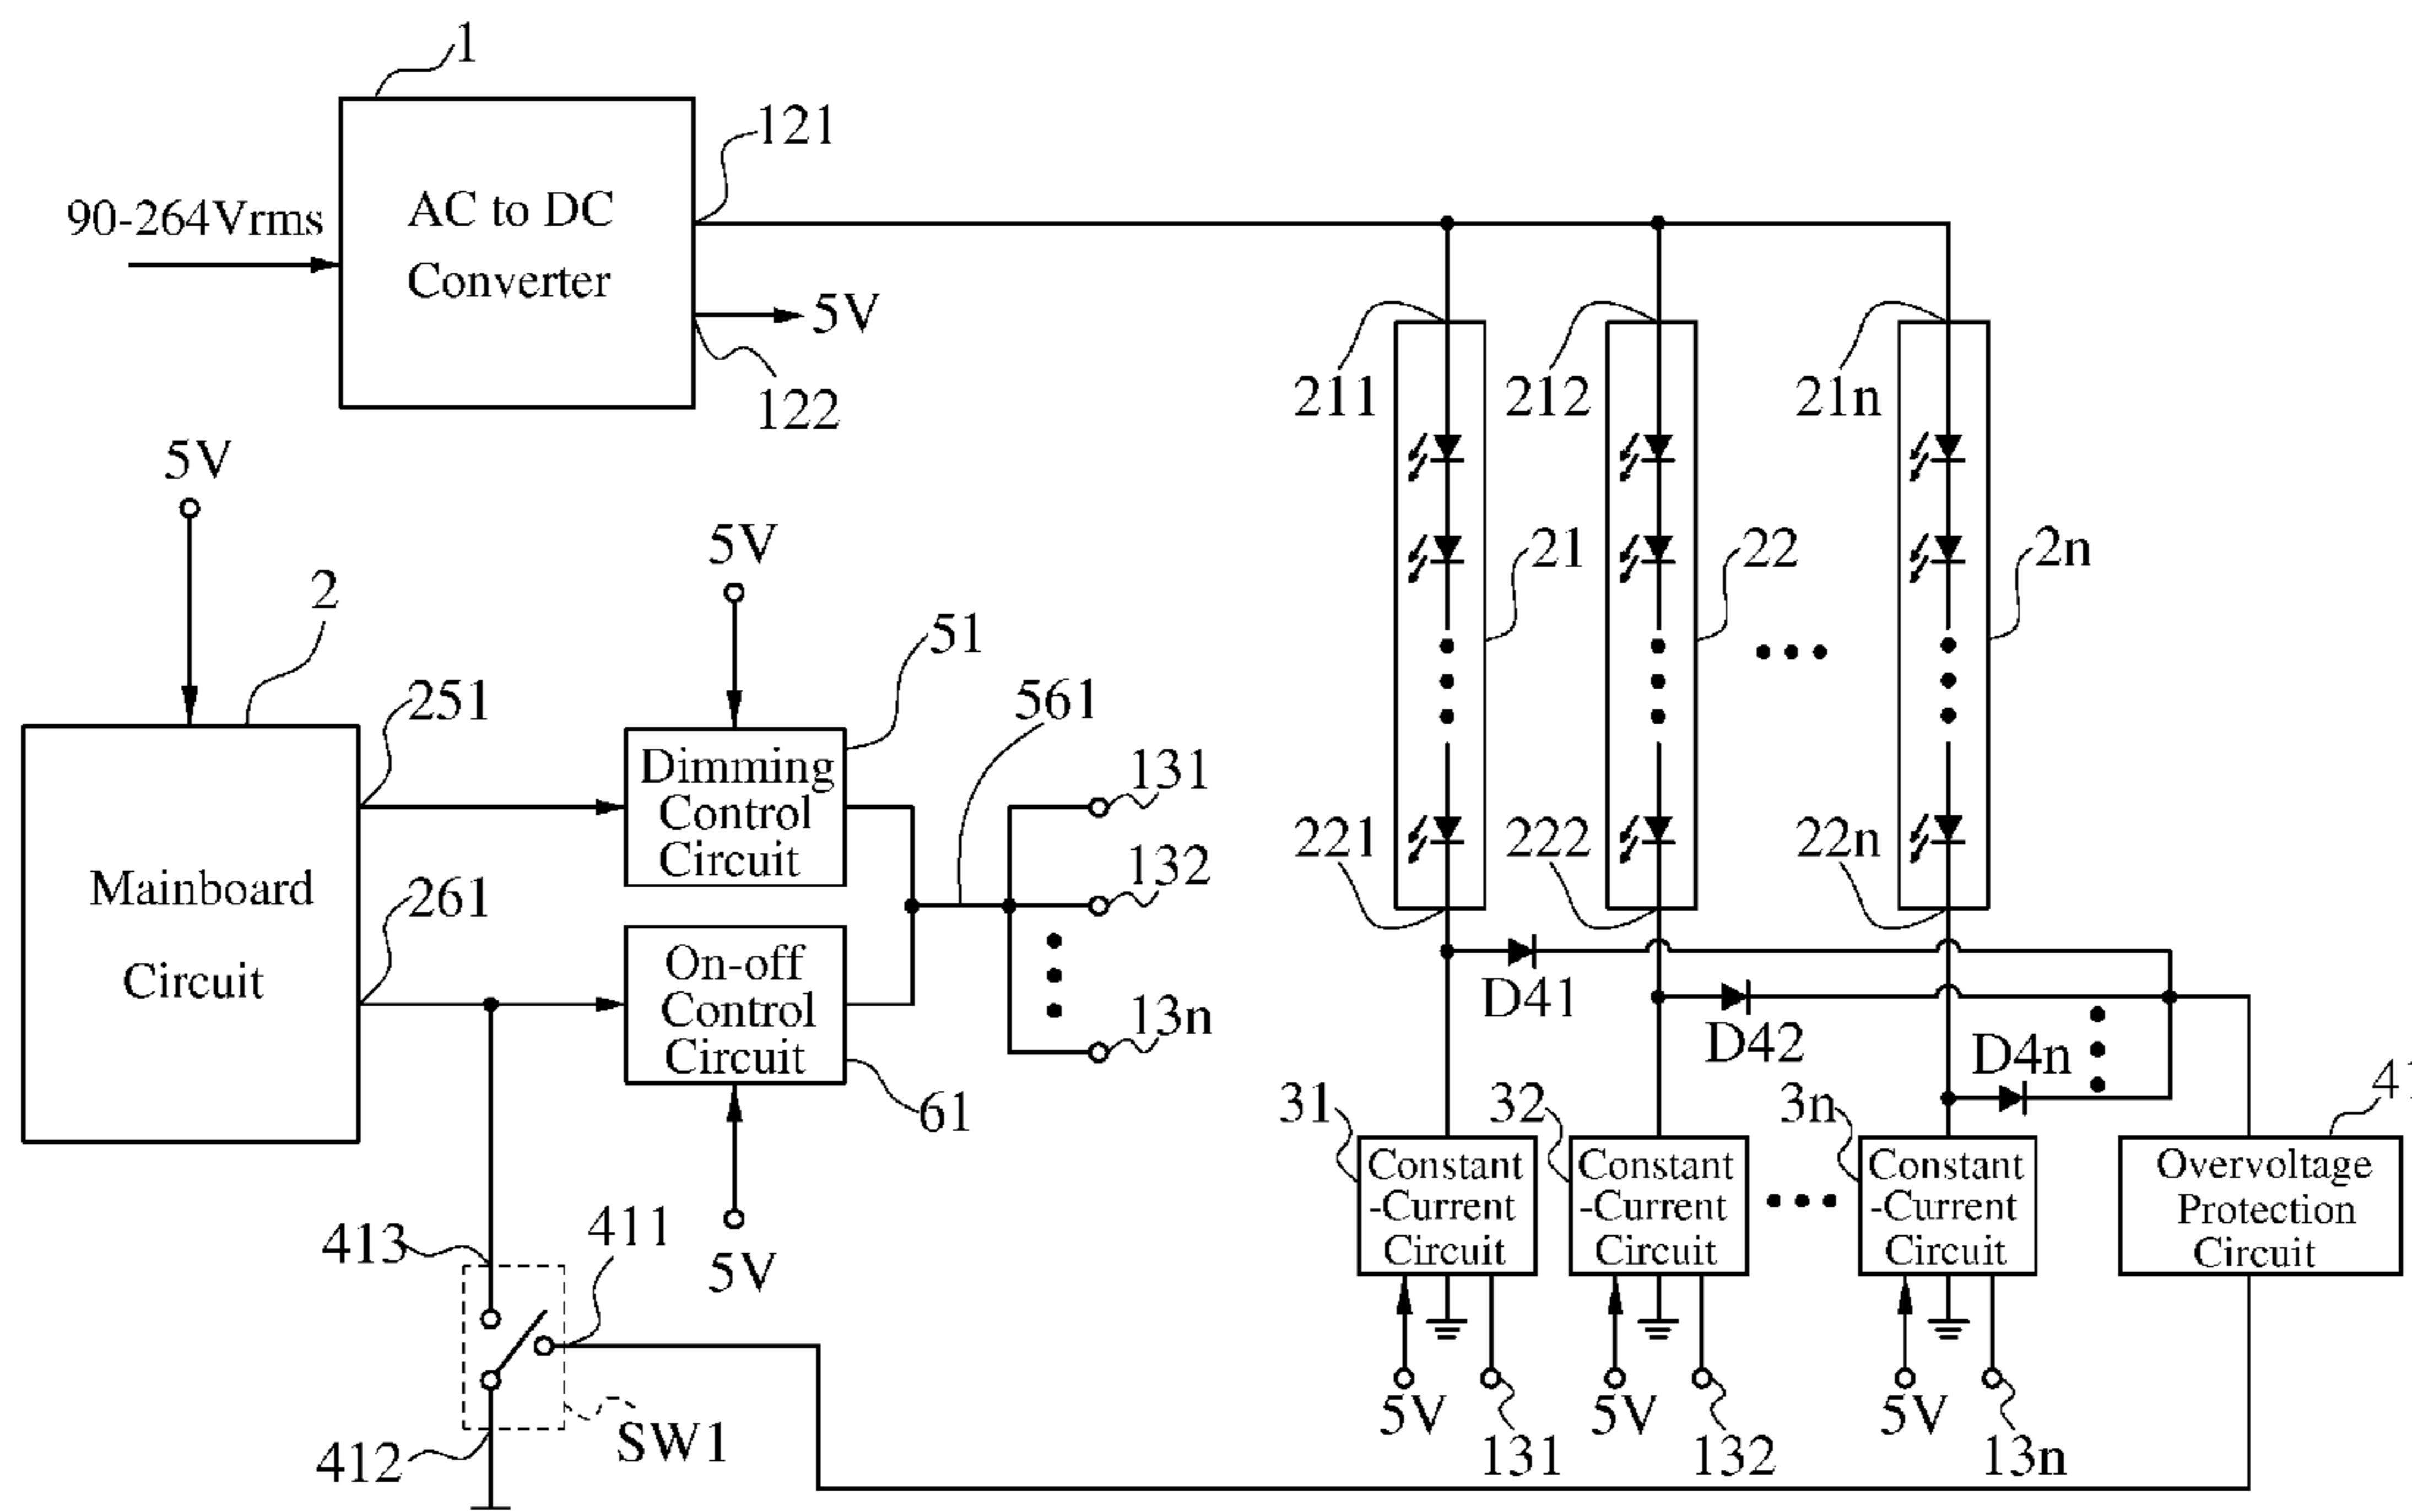 1
121
AC to DC
Converter
90-264Vrms
5V
122
211
212
21n
5V
5V
2
51
21
22
2n
251
561
Dimming
Control
Circuit
131
221
222
22n
132
Mainboard
Circuit
261
On-off
Control
Circuit
13n
D41
D42
D4n
61
31
32
3n
41
Constant
-Current
Circuit
Constant
-Current
Circuit
Constant
-Current
Circuit
Overvoltage
Protection
Circuit
413
411
5V
5V
5V
5V
412
SW1
131
132
13n